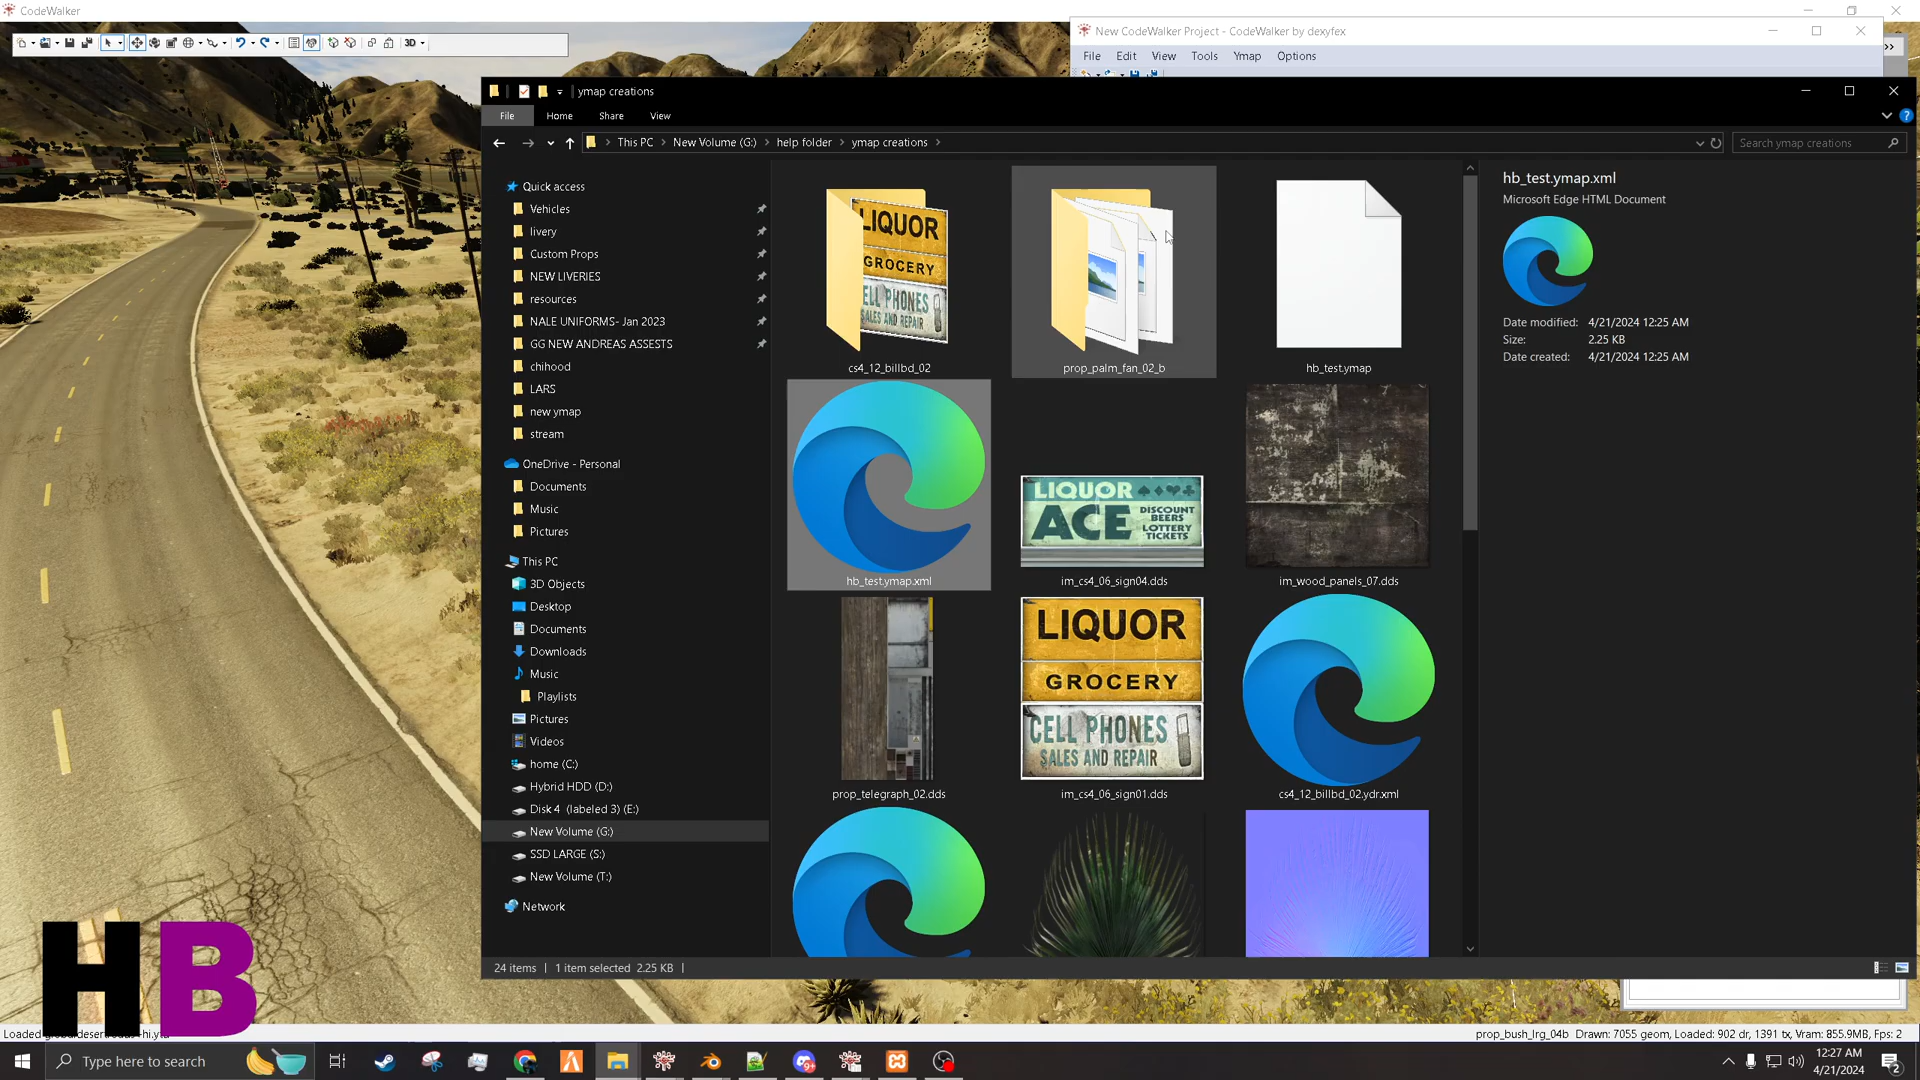 CodeWalker
3D
New CodeWalker Project - CodeWalker by dexyfex
File Edit View Tools Ymap Options
ymap creations
File Home Share View
This PC New Volume (G:) help folder ymap creations
Search ymap creations
Quick access
Vehicles
livery
Custom Props
NEW LIVERIES
resources
NALE UNIFORMS- Jan 2023
GG NEW ANDREAS ASSESTS
chihood
LARS
new ymap
stream
OneDrive - Personal
Documents
Music
Pictures
This PC
3D Objects
Desktop
Documents
Downloads
Music
Playlists
Pictures
Videos
home (C:)
Hybrid HDD (D:)
Disk 4 (labeled 3) (E:)
New Volume (G:)
SSD LARGE (S:)
New Volume (T:)
Network
LIQUOR
GROCERY
CELL PHONES
SALES AND REPAIR
cs4_12_billbd_02
prop_palm_fan_02_b
hb_test.ymap
hb_test.ymap.xml
LIQUOR
ACE
DISCOUNT
BEERS
LOTTERY
TICKETS
im_cs4_06_sign04.dds
im_wood_panels_07.dds
prop_telegraph_02.dds
LIQUOR
GROCERY
CELL PHONES
SALES AND REPAIR
im_cs4_06_sign01.dds
cs4_12_billbd_02.ydr.xml
hb_test.ymap.xml
Microsoft Edge HTML Document
Date modified: 4/21/2024 12:25 AM
Size: 2.25 KB
Date created: 4/21/2024 12:25 AM
24 items 1 item selected 2.25 KB
HB
prop_bush_lrg_04b Drawn: 7055 geom, Loaded: 902 dr, 1391 tx, Vram: 855.9MB, Fps: 2
Type here to search
12:27 AM
4/21/2024
2